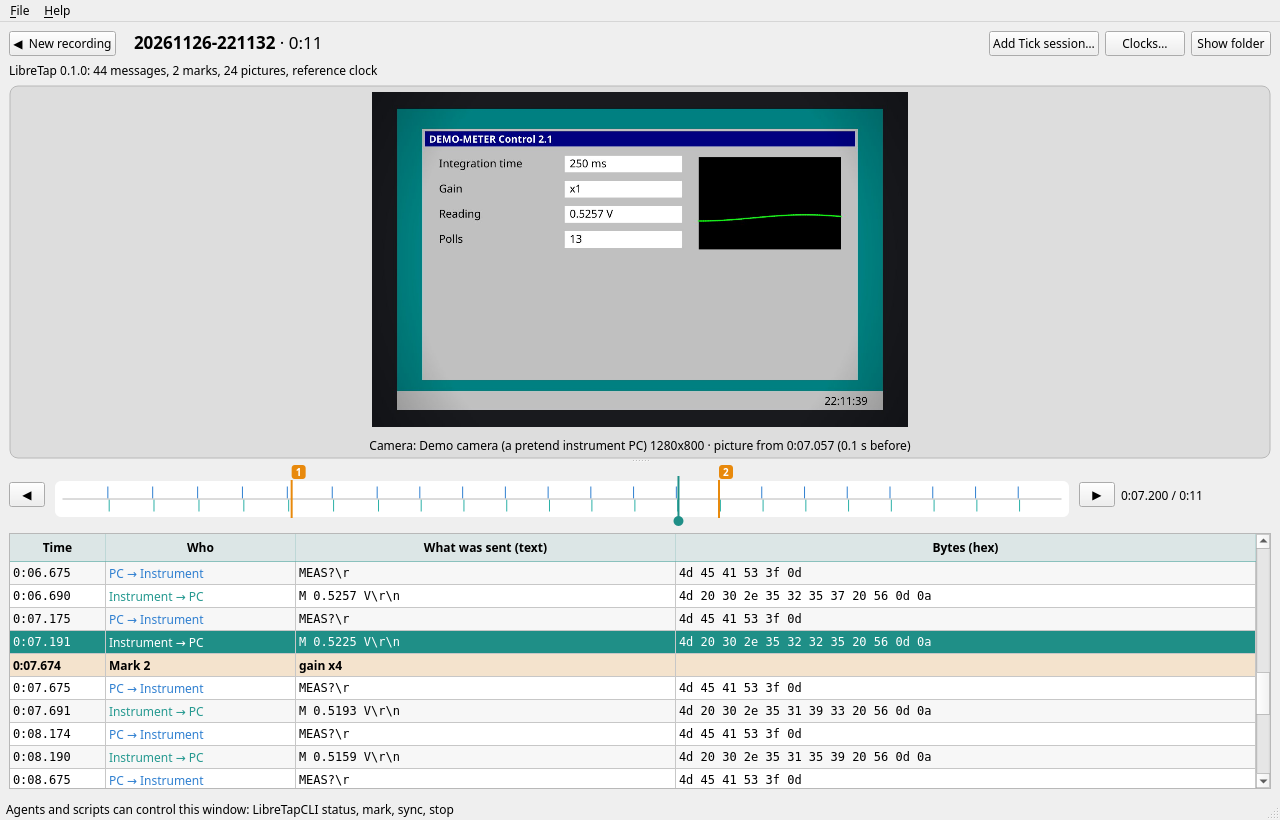 File Help
◀ New recording 20261126-221132 · 0:11 Add Tick session... Clocks... Show folder
LibreTap 0.1.0: 44 messages, 2 marks, 24 pictures, reference clock
DEMO-METER Control 2.1
Integration time 250 ms
Gain x1
Reading 0.5257 V
Polls 13
22:11:39
Camera: Demo camera (a pretend instrument PC) 1280x800 · picture from 0:07.057 (0.1 s before)
1 2
◀ ▶ 0:07.200 / 0:11
Time Who What was sent (text) Bytes (hex)
0:06.675 PC → Instrument MEAS?\r 4d 45 41 53 3f 0d
0:06.690 Instrument → PC M 0.5257 V\r\n 4d 20 30 2e 35 32 35 37 20 56 0d 0a
0:07.175 PC → Instrument MEAS?\r 4d 45 41 53 3f 0d
0:07.191 Instrument → PC M 0.5225 V\r\n 4d 20 30 2e 35 32 32 35 20 56 0d 0a
0:07.674 Mark 2 gain x4
0:07.675 PC → Instrument MEAS?\r 4d 45 41 53 3f 0d
0:07.691 Instrument → PC M 0.5193 V\r\n 4d 20 30 2e 35 31 39 33 20 56 0d 0a
0:08.174 PC → Instrument MEAS?\r 4d 45 41 53 3f 0d
0:08.190 Instrument → PC M 0.5159 V\r\n 4d 20 30 2e 35 31 35 39 20 56 0d 0a
0:08.675 PC → Instrument MEAS?\r 4d 45 41 53 3f 0d
Agents and scripts can control this window: LibreTapCLI status, mark, sync, stop